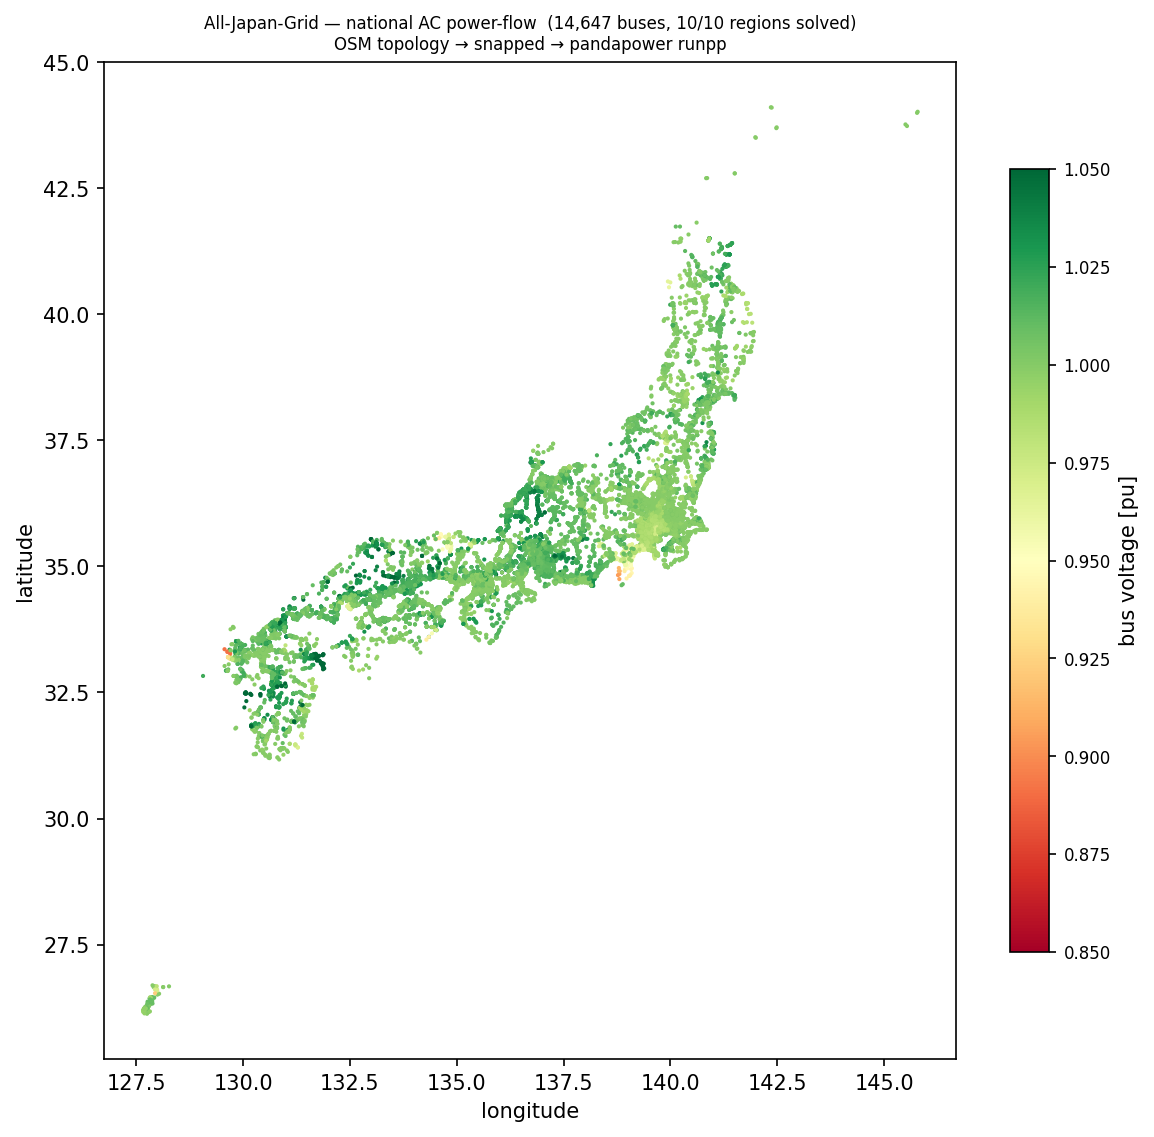 All-Japan-Grid — national AC power-flow  (14,647 buses, 10/10 regions solved)
OSM topology → snapped → pandapower runpp
45.0
42.5
40.0
37.5
35.0
32.5
30.0
27.5
latitude
127.5 130.0 132.5 135.0 137.5 140.0 142.5 145.0
longitude
1.050
1.025
1.000
0.975
0.950
0.925
0.900
0.875
0.850
bus voltage [pu]